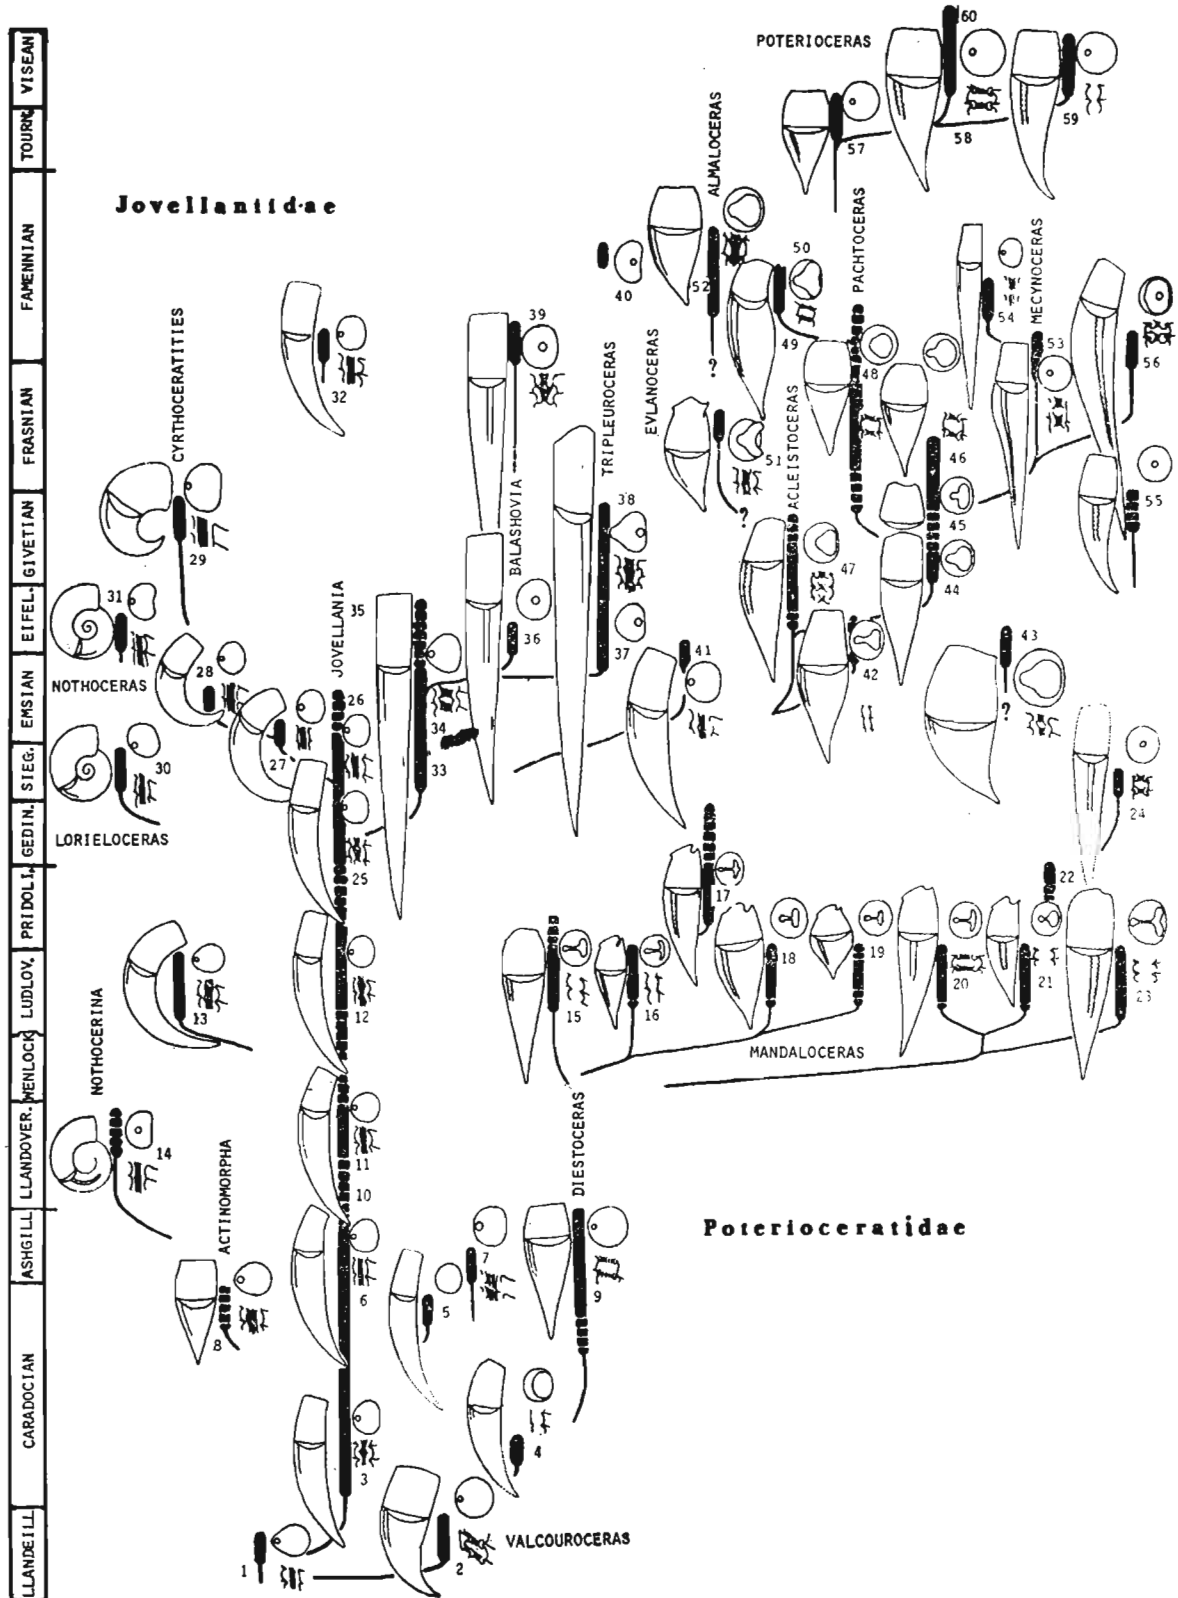 VISEAN
TOURN.
FAMENNIAN
FRASNIAN
GIVETIAN
EIFEL.
EMSIAN
SIEG.
GEDIN.
PRIDOLI.
LUDLOV.
WENLOCK
LLANDOVER.
ASHGILL
CARADOCIAN
LLANDEILL
Jovellaniidae
Poterioceratidae
POTERIOCERAS
60
59
58
57
ALMALOCERAS
52
50
49
40
PACHTOCERAS
48
46
45
44
MECYNOCERAS
54
53
56
55
EVLANOCERAS
51
ACLEISTOCERAS
47
42
43
41
TRIPLEUROCERAS
38
37
BALASHOVIA
39
36
32
CYRTHOCERATITIES
29
31
NOTHOCERAS
28
27
30
LORIELOCERAS
JOVELLANIA
35
34
33
26
25
24
22
17
18
19
20
21
23
15
16
MANDALOCERAS
12
13
NOTHOCERINA
14
11
10
ACTINOMORPHA
8
6
7
5
DIESTOCERAS
9
4
3
1
2
VALCOUROCERAS